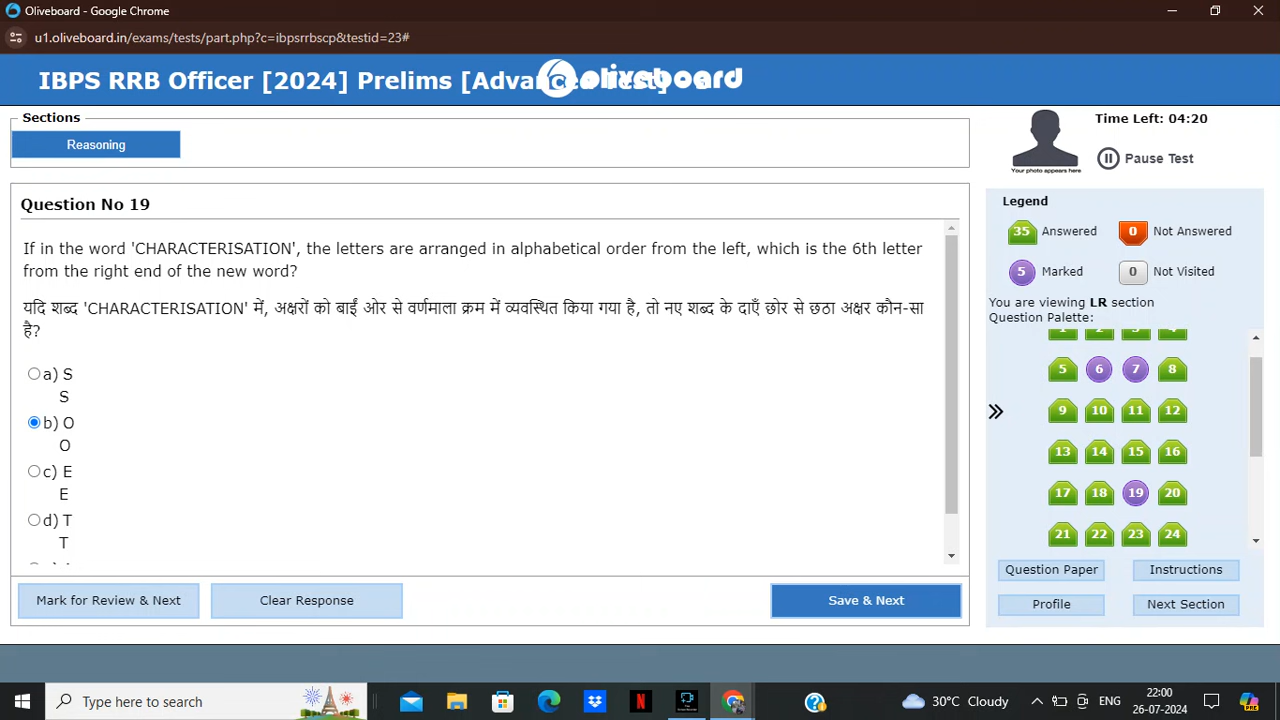 Oliveboard - Google Chrome
u1.oliveboard.in/exams/tests/part.php?c=ibpsrrbscp&testid=23#
IBPS RRB Officer [2024] Prelims [Advanced Test]
oliveboard
Sections
Reasoning
Your photo appears here
Time Left: 04:20
Pause Test
Question No 19
If in the word 'CHARACTERISATION', the letters are arranged in alphabetical order from the left, which is the 6th letter
from the right end of the new word?
यदि शब्द 'CHARACTERISATION' में, अक्षरों को बाईं ओर से वर्णमाला क्रम में व्यवस्थित किया गया है, तो नए शब्द के दाएँ छोर से छठा अक्षर कौन-सा
है?
a) S
S
b) O
O
c) E
E
d) T
T
Mark for Review & Next
Clear Response
Save & Next
Legend
35 Answered
0 Not Answered
5 Marked
0 Not Visited
You are viewing LR section
Question Palette:
1 2 3 4
5 6 7 8
9 10 11 12
13 14 15 16
17 18 19 20
21 22 23 24
Question Paper
Instructions
Profile
Next Section
Type here to search
30°C Cloudy
ENG
22:00
26-07-2024